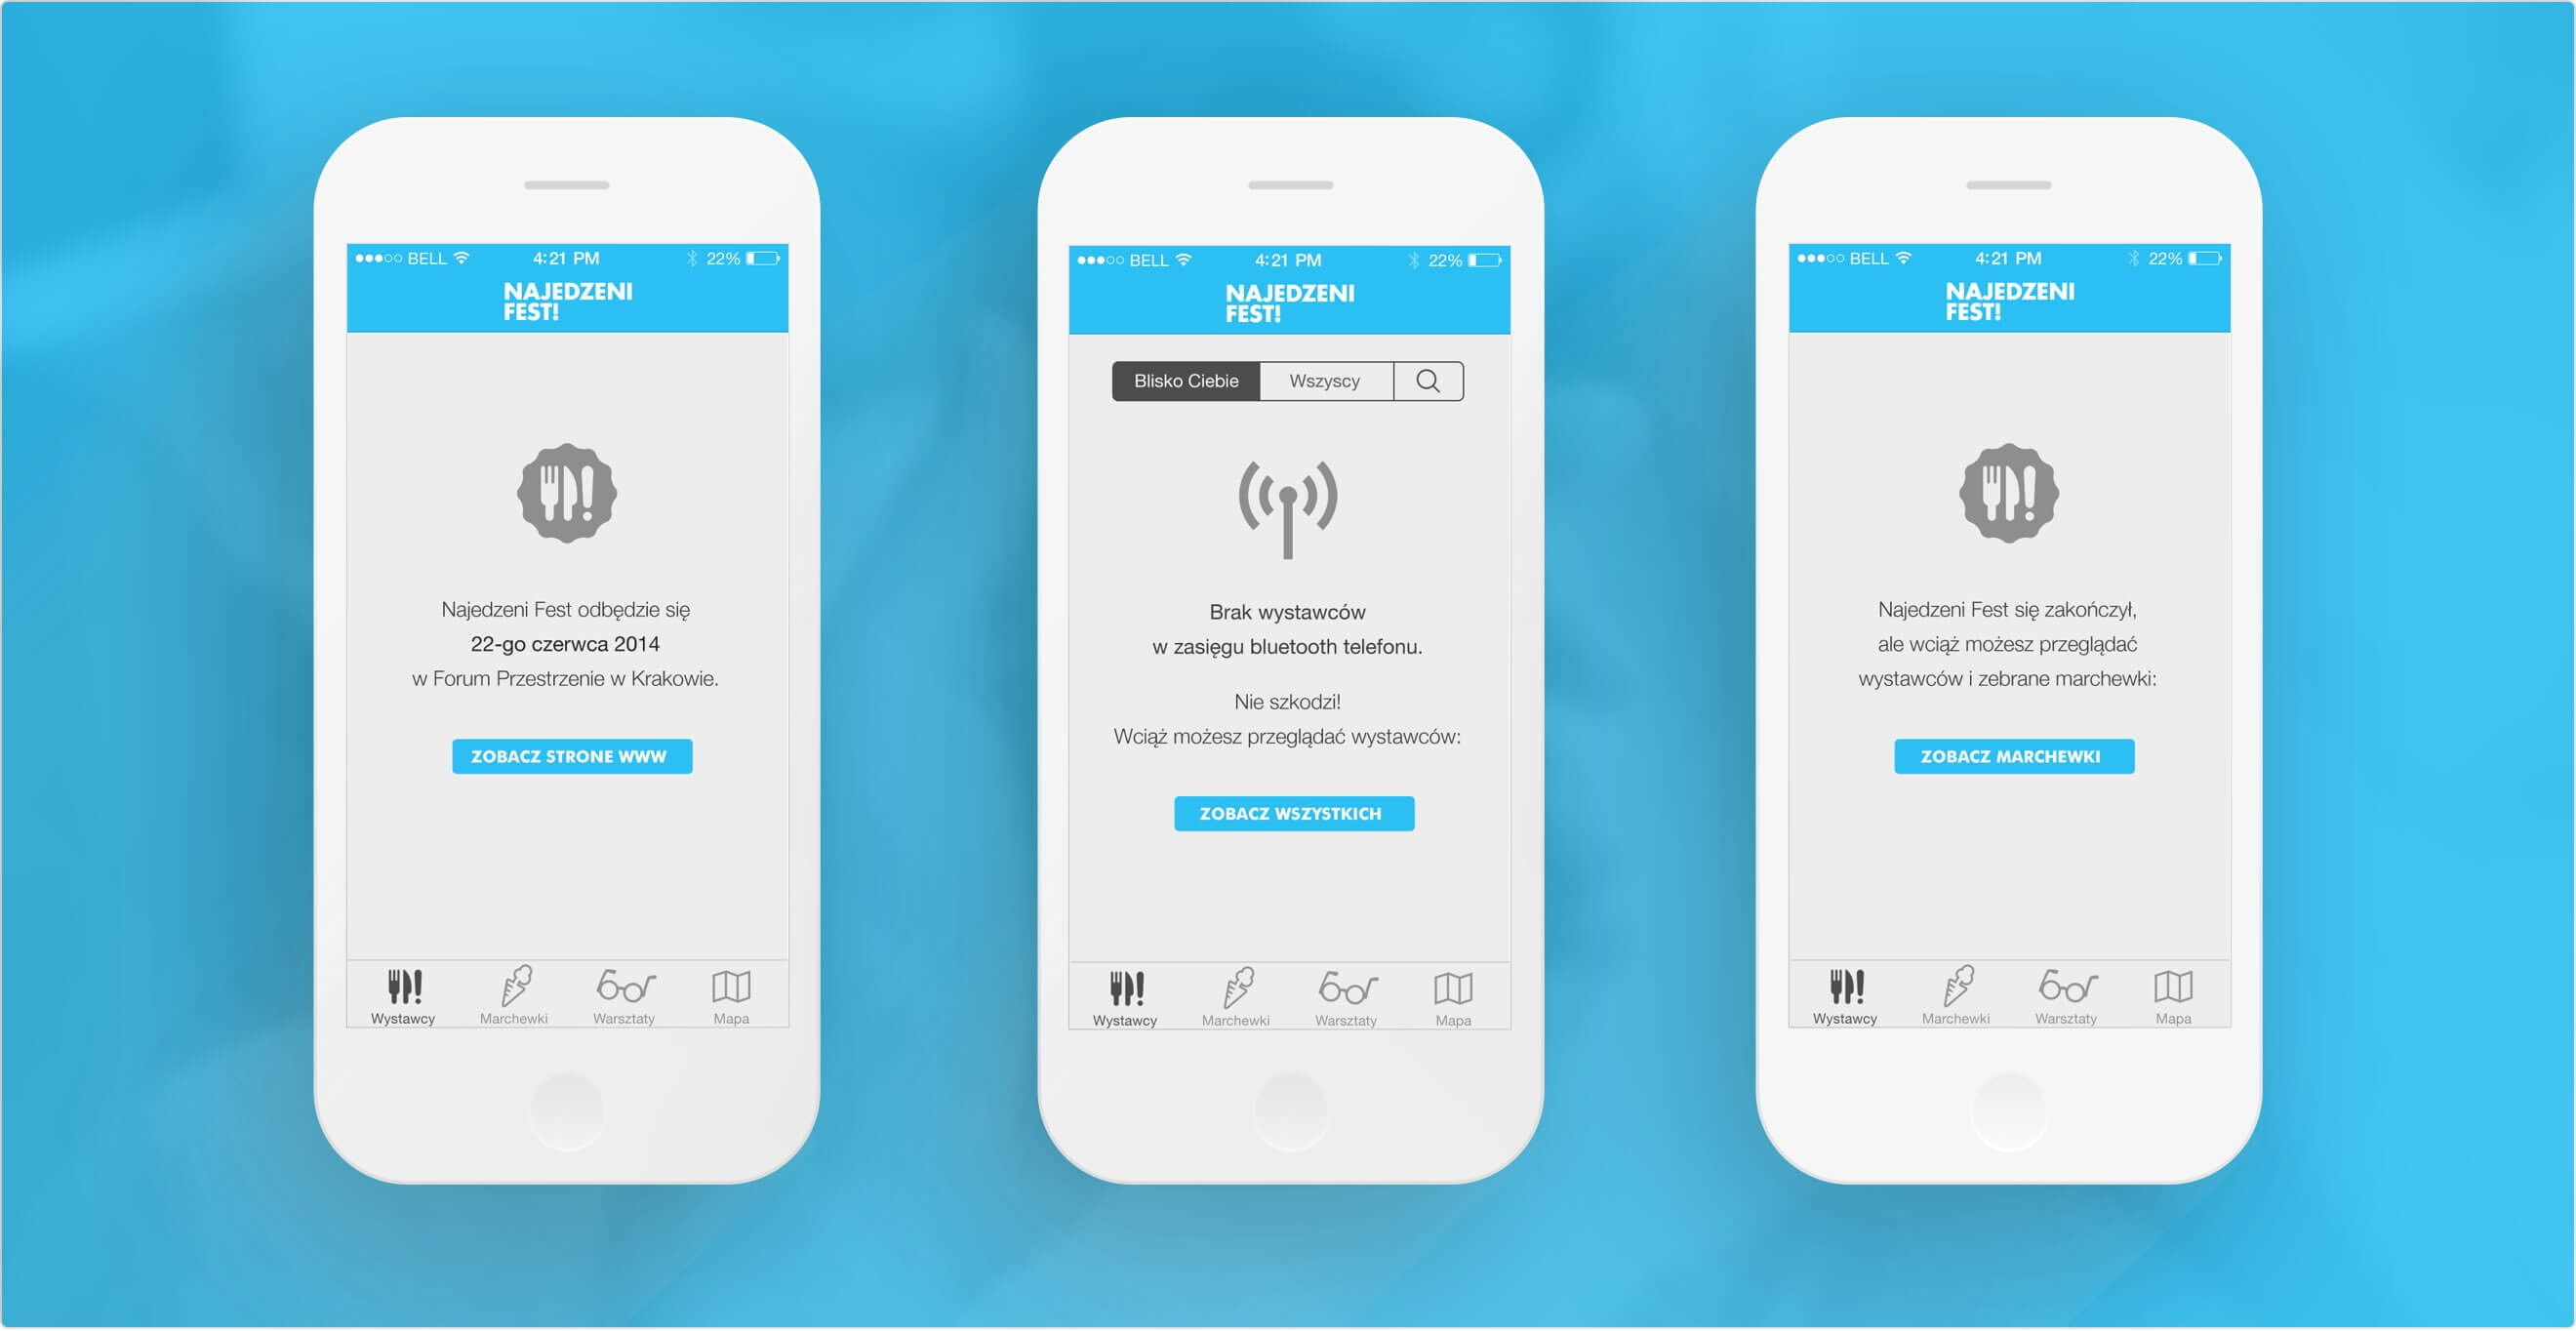 BELL 4:21 PM 22%
NAJEDZENI
FEST!
Najedzeni Fest odbędzie się
22-go czerwca 2014
w Forum Przestrzenie w Krakowie.
ZOBACZ STRONE WWW
Wystawcy Marchewki Warsztaty Mapa
BELL 4:21 PM 22%
NAJEDZENI
FEST!
Blisko Ciebie Wszyscy
Brak wystawców
w zasięgu bluetooth telefonu.
Nie szkodzi!
Wciąż możesz przeglądać wystawców:
ZOBACZ WSZYSTKICH
Wystawcy Marchewki Warsztaty Mapa
BELL 4:21 PM 22%
NAJEDZENI
FEST!
Najedzeni Fest się zakończył,
ale wciąż możesz przeglądać
wystawców i zebrane marchewki:
ZOBACZ MARCHEWKI
Wystawcy Marchewki Warsztaty Mapa